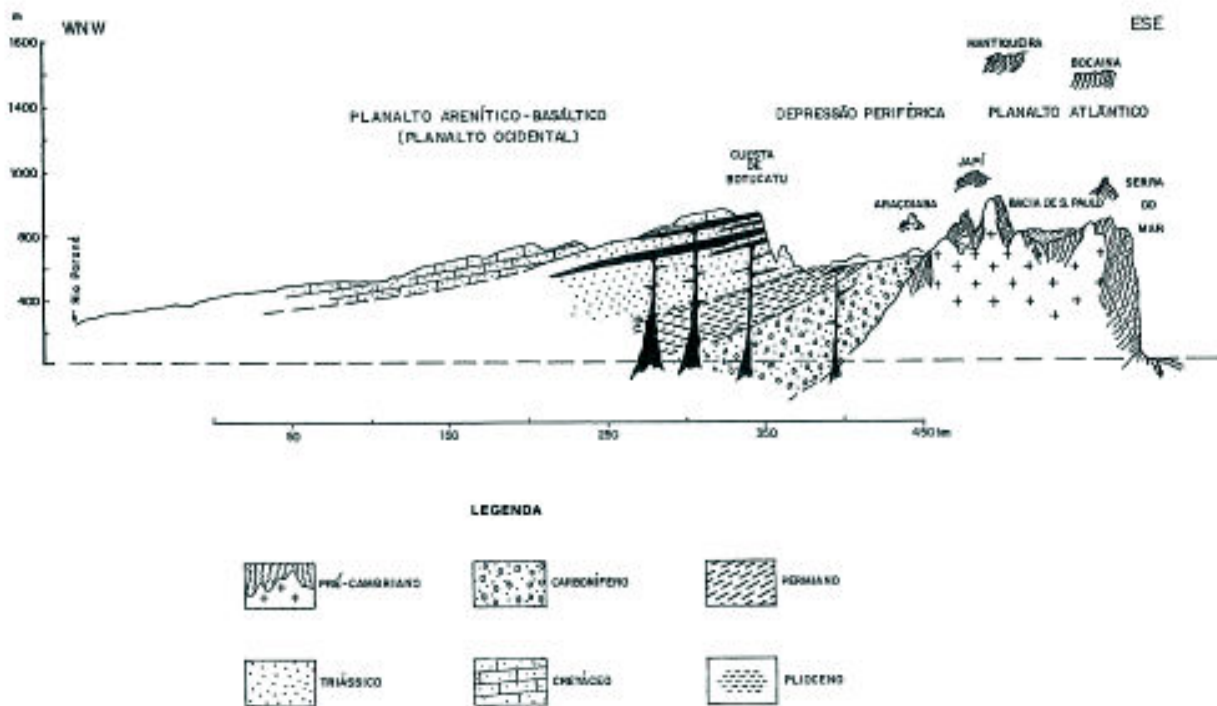 m
WNW
ESE
1600
1400
800
400
MANTIQUEIRA
BOCAINA
PLANALTO ARENÍTICO-BASÁLTICO
(PLANALTO OCIDENTAL)
DEPRESSÃO PERIFÉRICA
PLANALTO ATLÂNTICO
CUESTA
DE
BOTUCATU
JAPÍ
ARAÇOIABA
BACIA DE S. PAULO
SERRA
DO
MAR
Rio Paraná
50
150
250
350
450 km
LEGENDA
PRÉ-CAMBRIANO
CARBONÍFERO
PERMIANO
TRIÁSSICO
CRETÁCEO
PLIOCENO